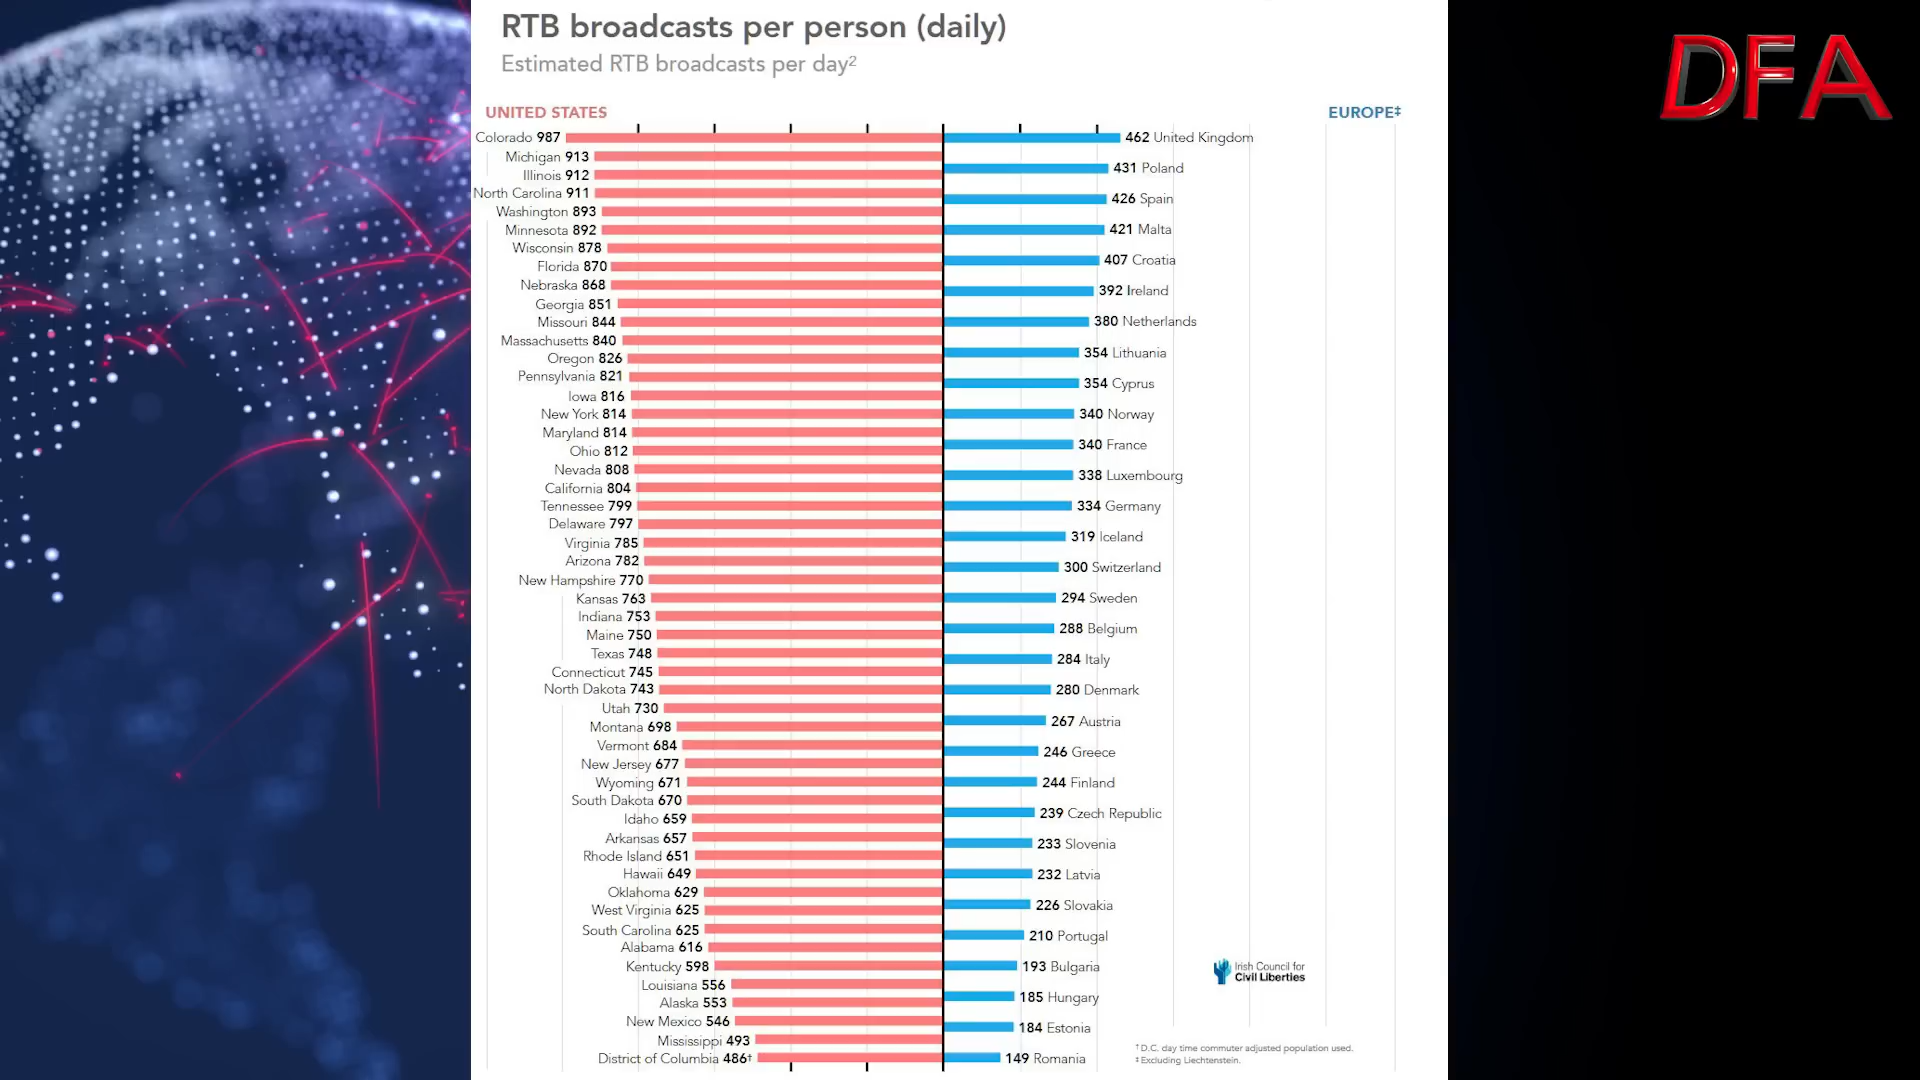 RTB broadcasts per person (daily)
Estimated RTB broadcasts per day²
DFA
UNITED STATES
EUROPE‡
Colorado 987
Michigan 913
Illinois 912
North Carolina 911
Washington 893
Minnesota 892
Wisconsin 878
Florida 870
Nebraska 868
Georgia 851
Missouri 844
Massachusetts 840
Oregon 826
Pennsylvania 821
Iowa 816
New York 814
Maryland 814
Ohio 812
Nevada 808
California 804
Tennessee 799
Delaware 797
Virginia 785
Arizona 782
New Hampshire 770
Kansas 763
Indiana 753
Maine 750
Texas 748
Connecticut 745
North Dakota 743
Utah 730
Montana 698
Vermont 684
New Jersey 677
Wyoming 671
South Dakota 670
Idaho 659
Arkansas 657
Rhode Island 651
Hawaii 649
Oklahoma 629
West Virginia 625
South Carolina 625
Alabama 616
Kentucky 598
Louisiana 556
Alaska 553
New Mexico 546
Mississippi 493
District of Columbia 486†
462 United Kingdom
431 Poland
426 Spain
421 Malta
407 Croatia
392 Ireland
380 Netherlands
354 Lithuania
354 Cyprus
340 Norway
340 France
338 Luxembourg
334 Germany
319 Iceland
300 Switzerland
294 Sweden
288 Belgium
284 Italy
280 Denmark
267 Austria
246 Greece
244 Finland
239 Czech Republic
233 Slovenia
232 Latvia
226 Slovakia
210 Portugal
193 Bulgaria
185 Hungary
184 Estonia
149 Romania
Irish Council for
Civil Liberties
† D.C. day time commuter adjusted population used.
‡ Excluding Liechtenstein.